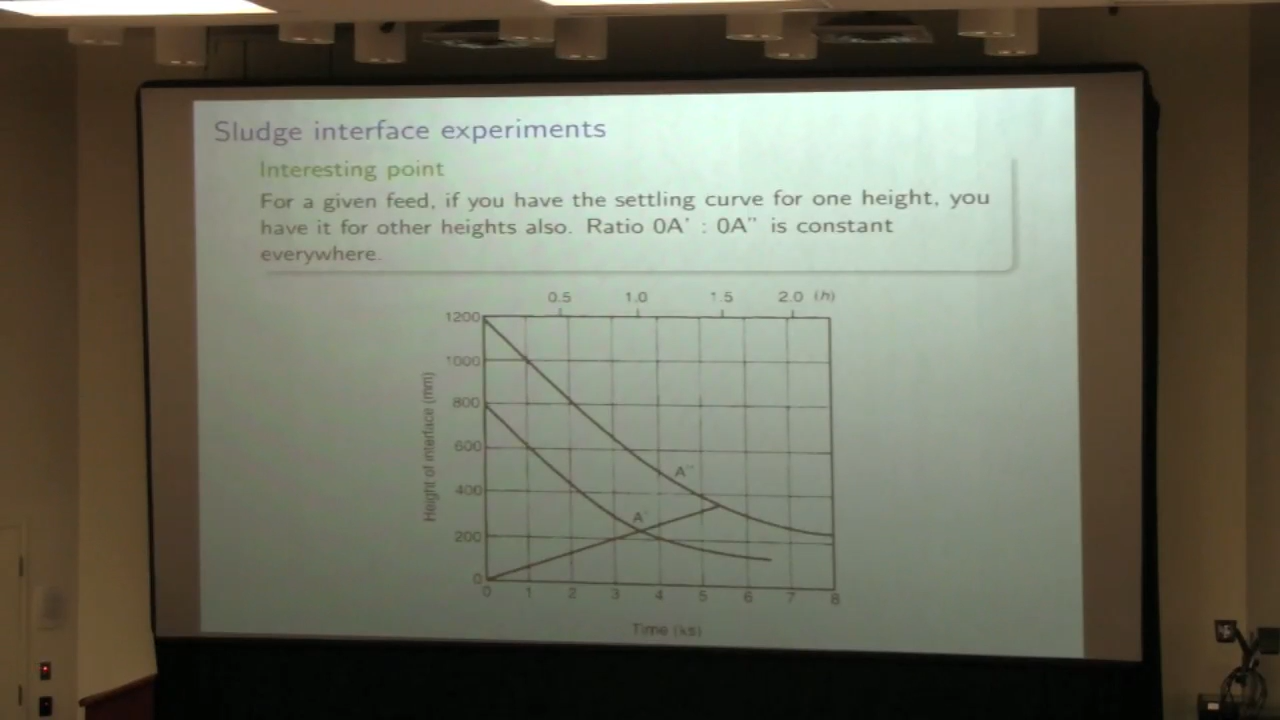 Sludge interface experiments
Interesting point
For a given feed, if you have the settling curve for one height, you
have it for other heights also. Ratio 0A' : 0A" is constant
everywhere.
0.5 1.0 1.5 2.0 (h)
1200
1000
800
600
400
200
0
Height of interface (mm)
A"
A'
0 1 2 3 4 5 6 7 8
Time (ks)